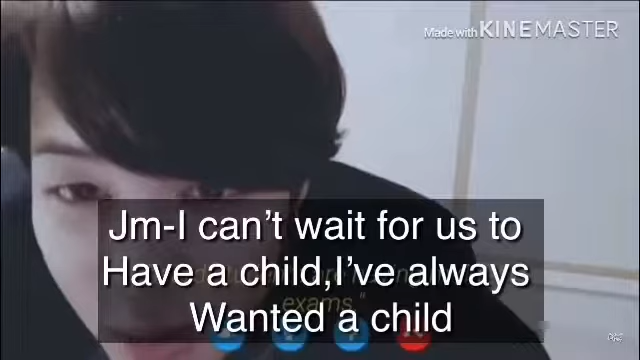 Made with KINEMASTER
Jm-I can't wait for us to
Have a child,I've always
Wanted a child
exams."